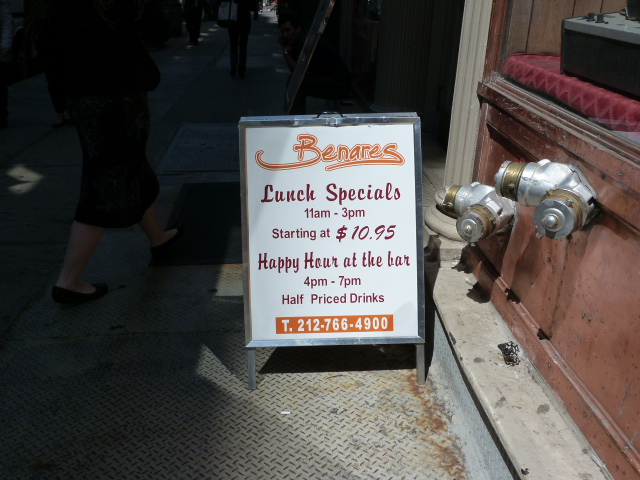 Benares
Lunch Specials
11am - 3pm
Starting at $10.95
Happy Hour at the bar
4pm - 7pm
Half Priced Drinks
T. 212-766-4900